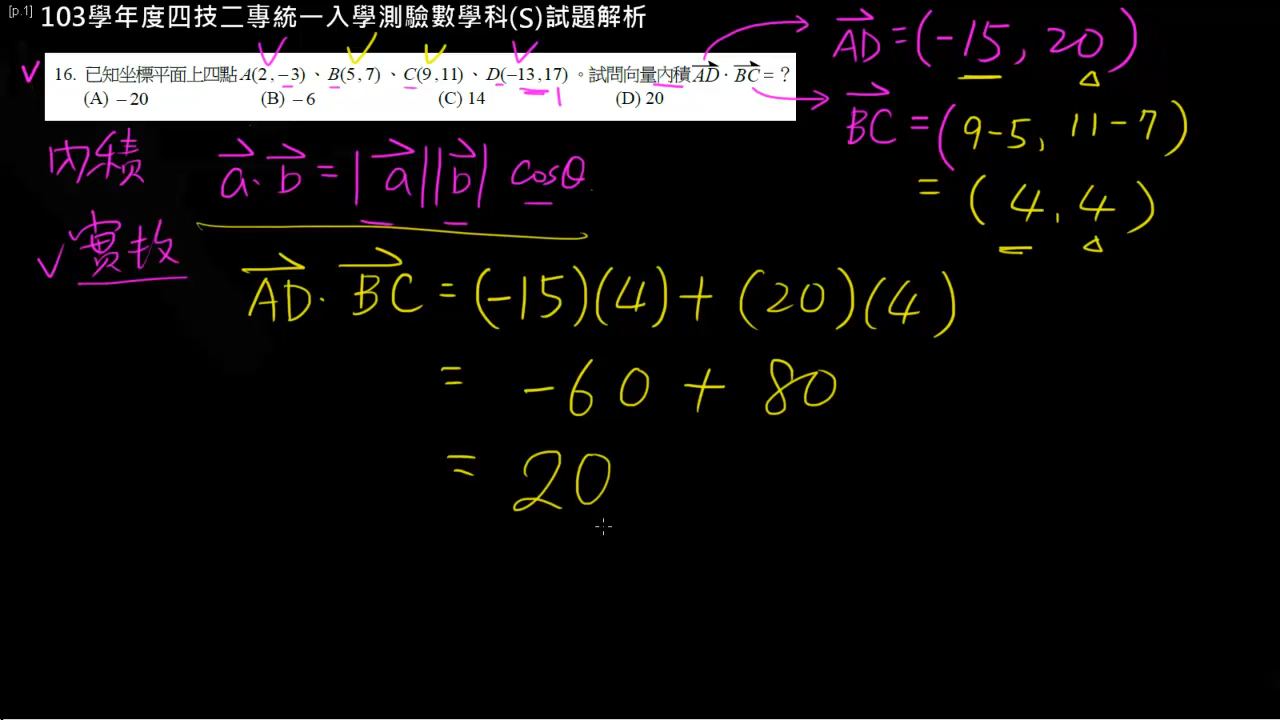 [p.1]
103學年度四技二專統一入學測驗數學科(S)試題解析
16. 已知坐標平面上四點A(2,−3)、B(5,7)、C(9,11)、D(−13,17)。試問向量內積AD · BC = ?
(A) −20 (B) −6 (C) 14 (D) 20
AD = (-15, 20)
BC = (9-5, 11-7)
= (4, 4)
內積 a · b = |a||b| cosθ
實數
AD · BC = (-15)(4) + (20)(4)
= -60 + 80
= 20